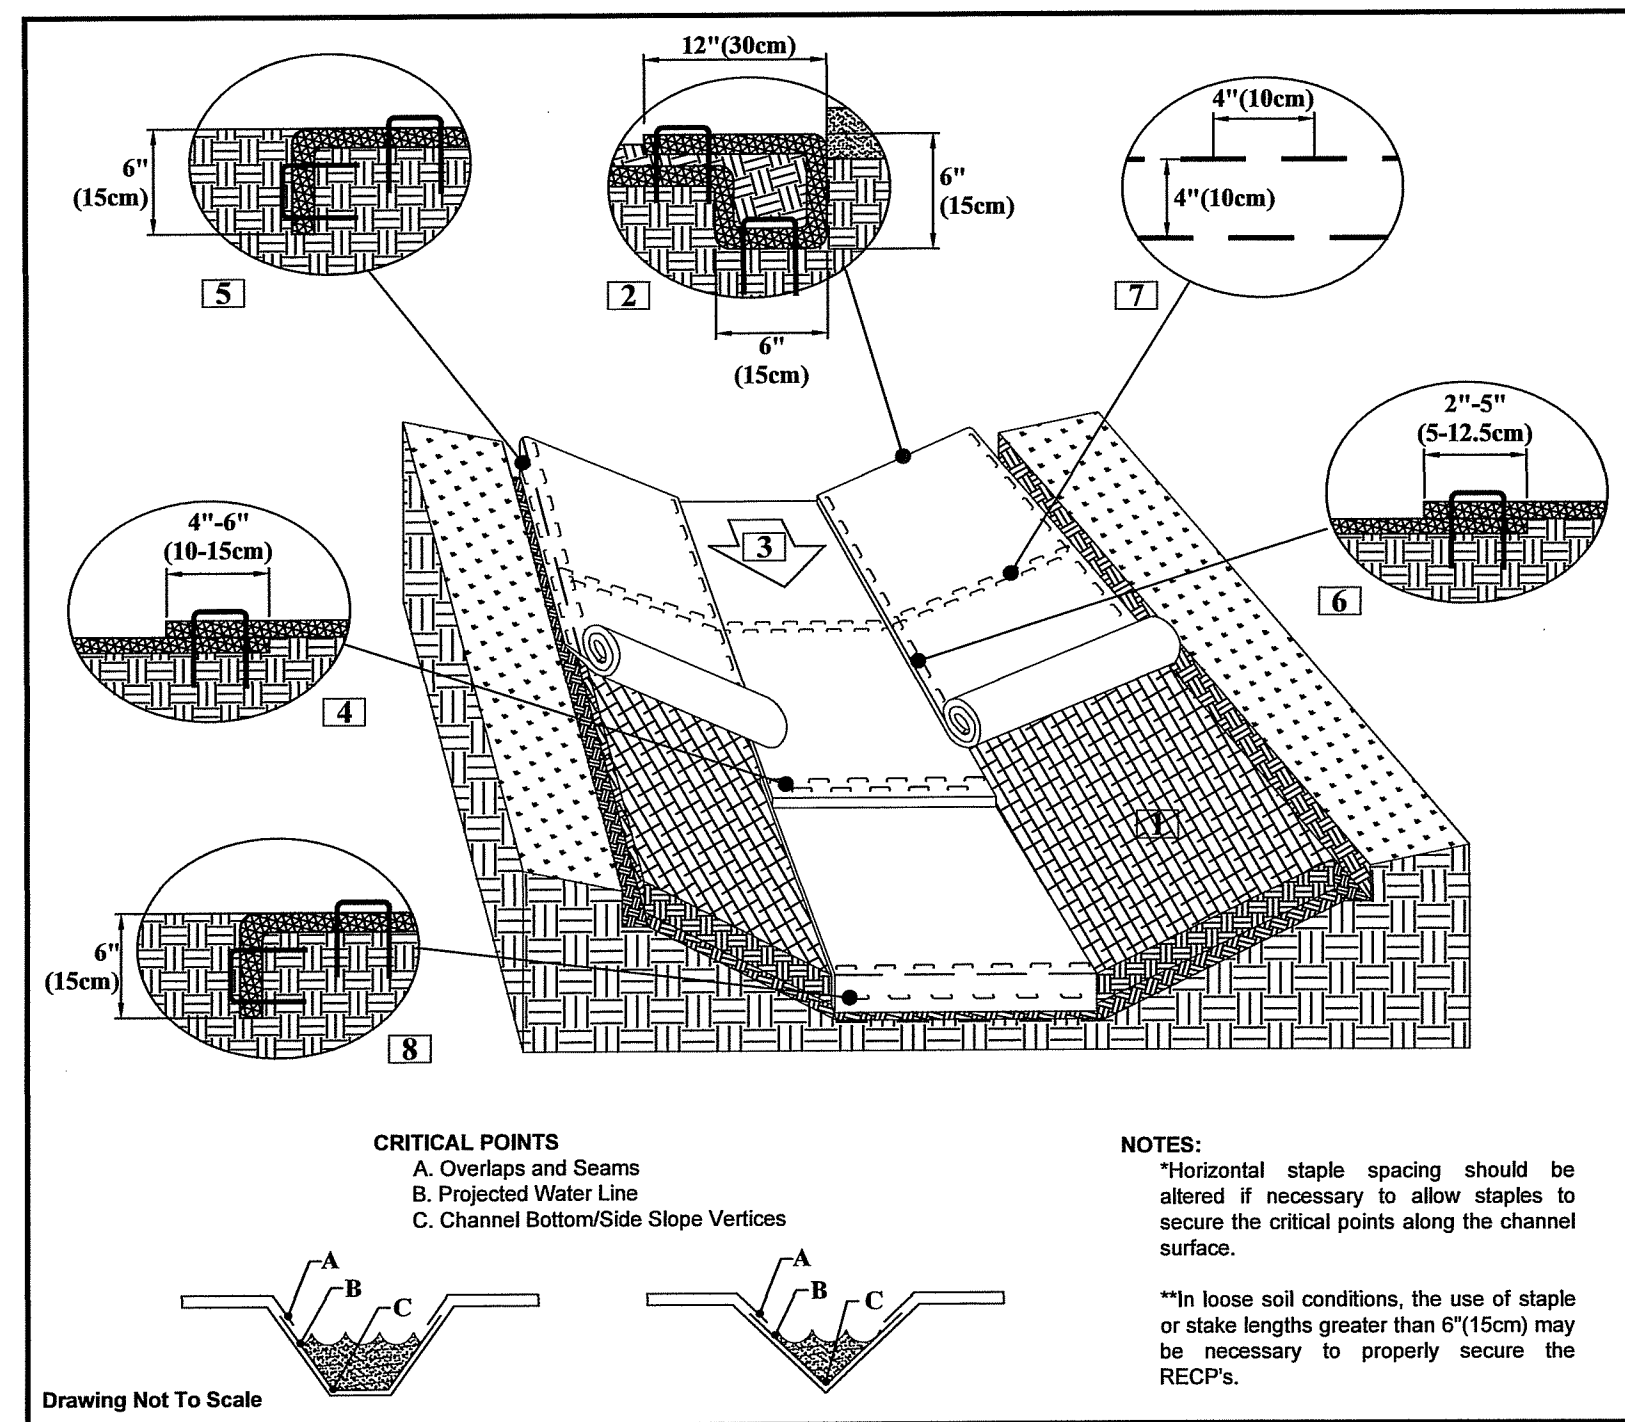 12"(30cm)
6"
(15cm)
5
6"
(15cm)
6"
(15cm)
2
4"(10cm)
4"(10cm)
7
2"-5"
(5-12.5cm)
6
4"-6"
(10-15cm)
4
3
1
6"
(15cm)
8
CRITICAL POINTS
A. Overlaps and Seams
B. Projected Water Line
C. Channel Bottom/Side Slope Vertices
A
B
C
A
B
C
NOTES:
*Horizontal staple spacing should be
altered if necessary to allow staples to
secure the critical points along the channel
surface.
**In loose soil conditions, the use of staple
or stake lengths greater than 6"(15cm) may
be necessary to properly secure the
RECP's.
Drawing Not To Scale